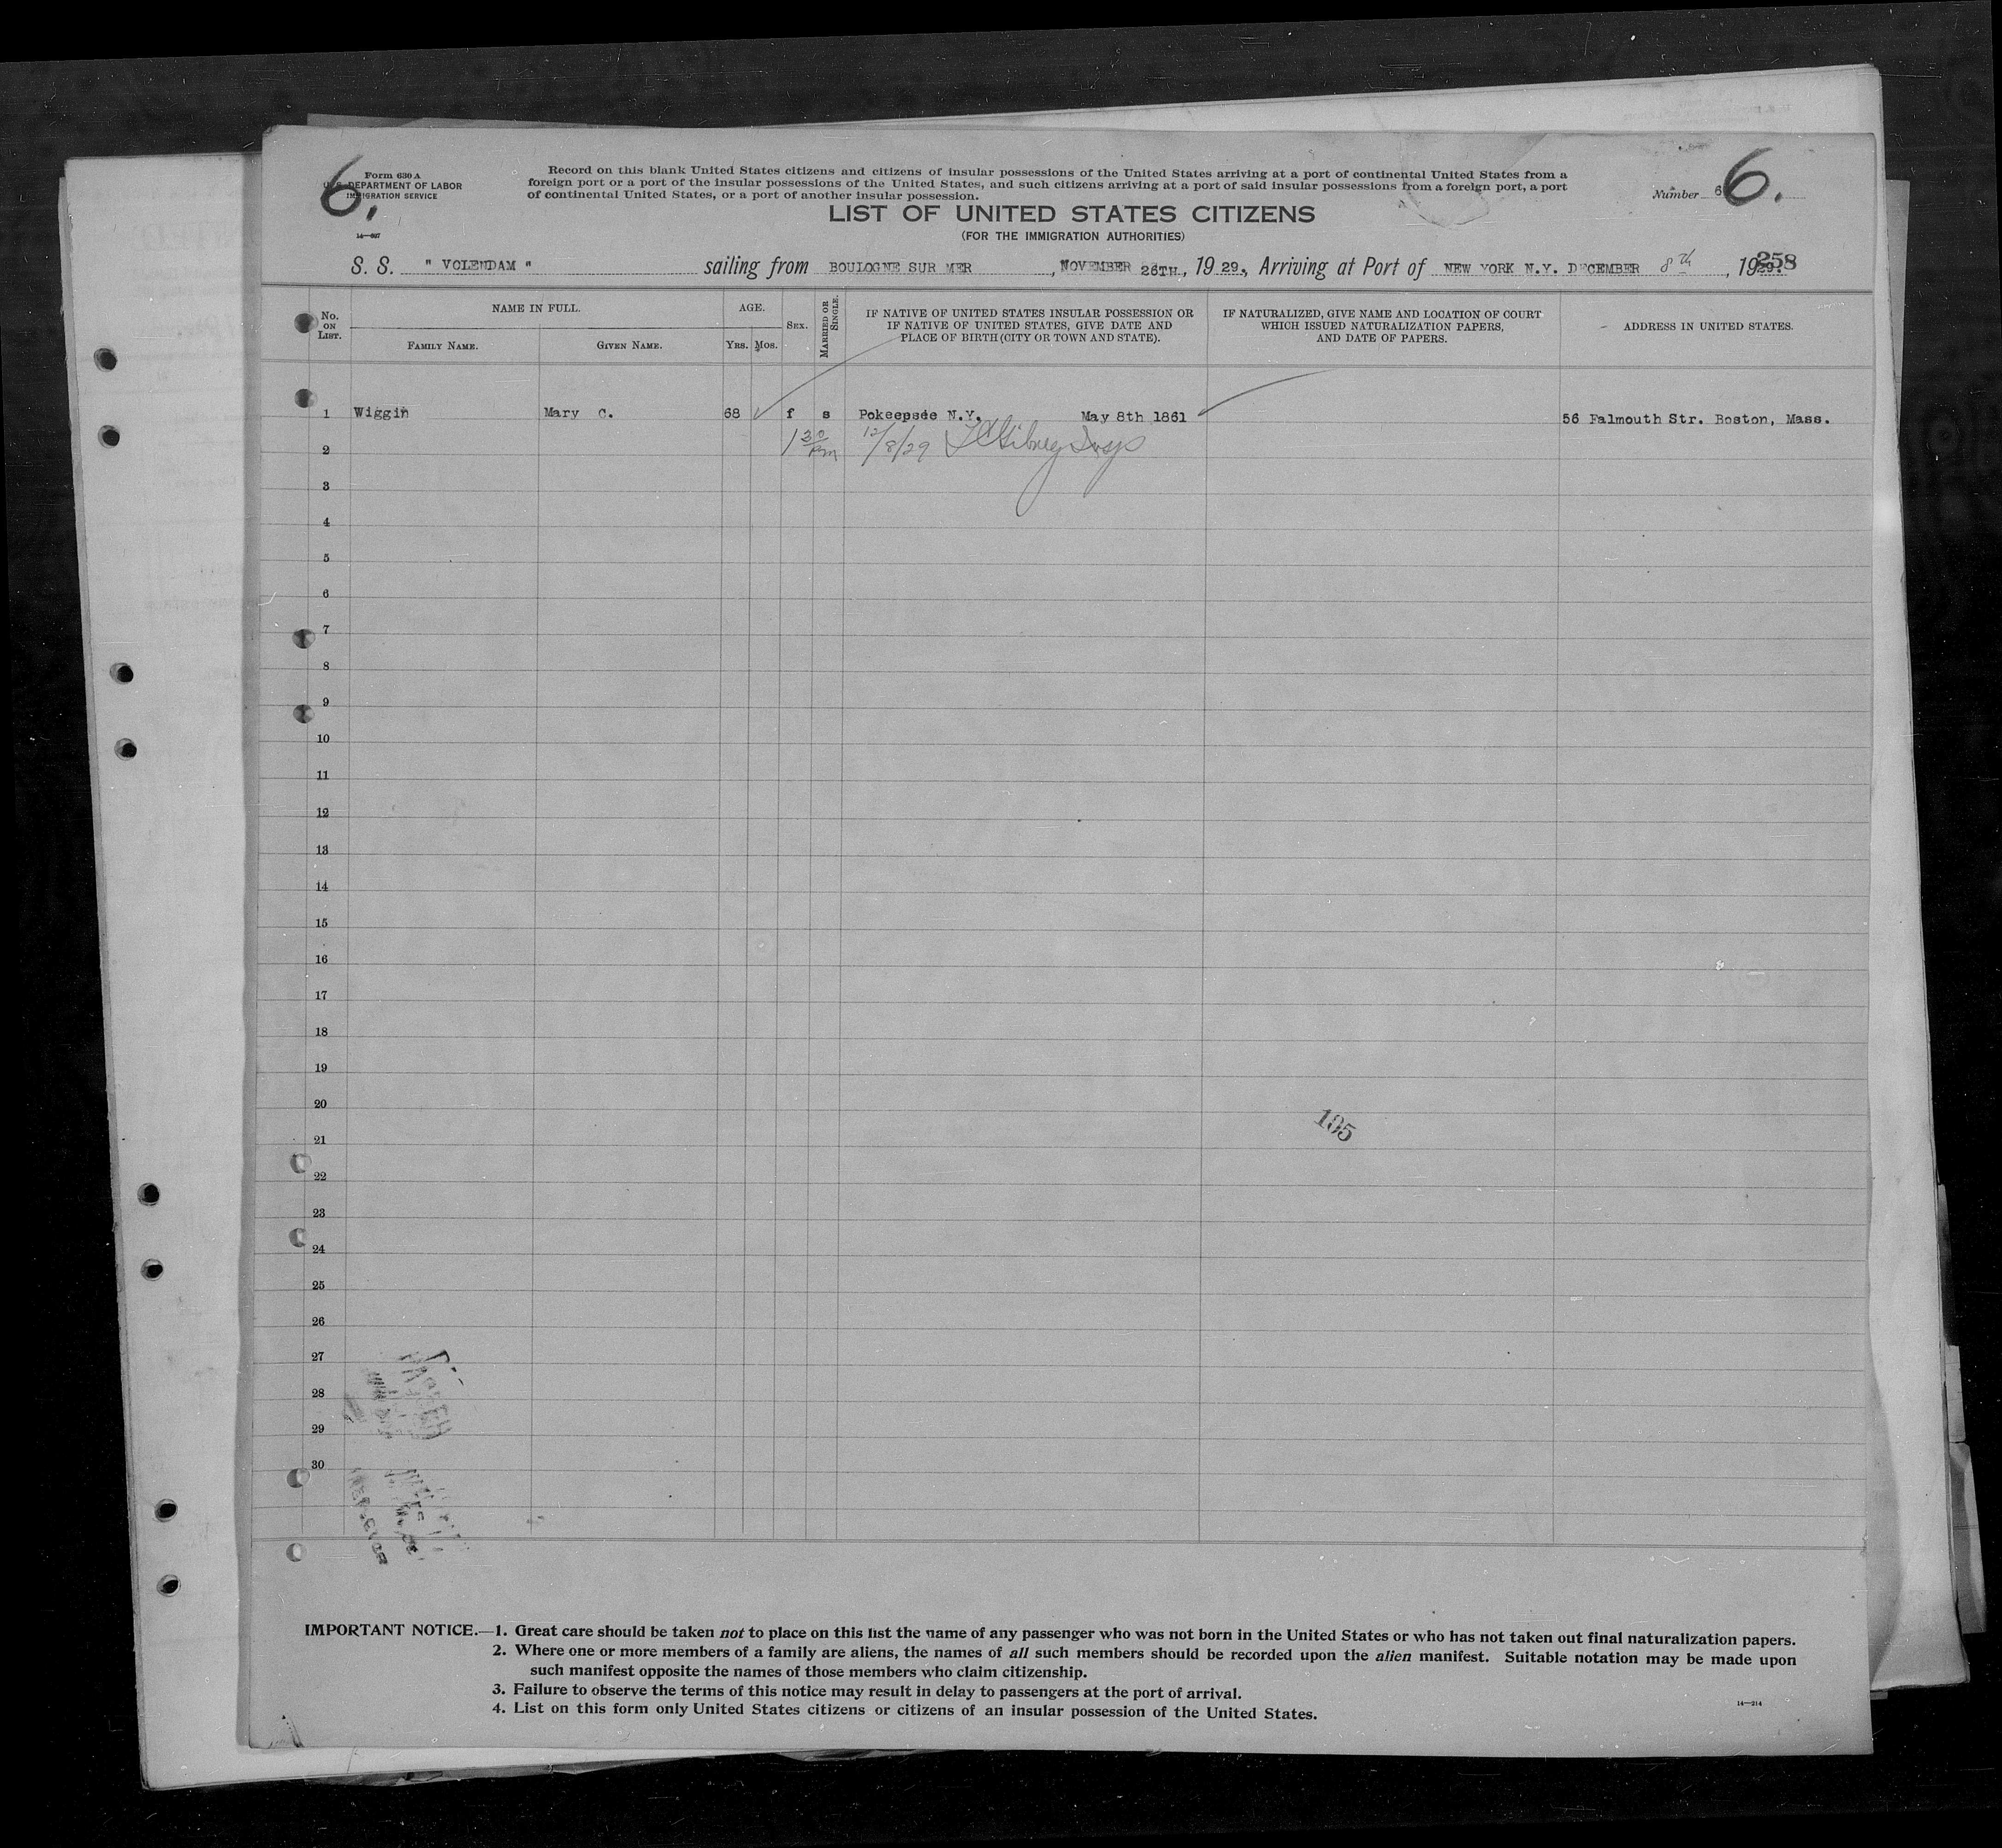 6.
Form 630 A
U. S. DEPARTMENT OF LABOR
IMMIGRATION SERVICE
14—687
Record on this blank United States citizens and citizens of insular possessions of the United States arriving at a port of continental United States from a
foreign port or a port of the insular possessions of the United States, and such citizens arriving at a port of said insular possessions from a foreign port, a port
of continental United States, or a port of another insular possession.
Number 6 6.
LIST OF UNITED STATES CITIZENS
(FOR THE IMMIGRATION AUTHORITIES)
258
S. S. " VOLENDAM " sailing from BOULOGNE SUR MER, NOVEMBER 26TH., 1929., Arriving at Port of NEW YORK N.Y. DECEMBER 8th, 1929.
No. ON LIST. NAME IN FULL. AGE. SEX. MARRIED OR SINGLE. IF NATIVE OF UNITED STATES INSULAR POSSESSION OR IF NATIVE OF UNITED STATES, GIVE DATE AND PLACE OF BIRTH (CITY OR TOWN AND STATE). IF NATURALIZED, GIVE NAME AND LOCATION OF COURT WHICH ISSUED NATURALIZATION PAPERS, AND DATE OF PAPERS. ADDRESS IN UNITED STATES.
FAMILY NAME. GIVEN NAME. YRS. MOS.
1 Wiggin Mary C. 68 f s Pokeepsie N.Y. May 8th 1861 56 Falmouth Str. Boston, Mass.
2 1 30 Pm 12/8/29 Insp
3
4
5
6
7
8
9
10
11
12
13
14
15
16
17
18
19
20
105
21
22
23
24
25
26
27
28
29
30
IMPORTANT NOTICE.—1. Great care should be taken not to place on this list the name of any passenger who was not born in the United States or who has not taken out final naturalization papers.
2. Where one or more members of a family are aliens, the names of all such members should be recorded upon the alien manifest. Suitable notation may be made upon
such manifest opposite the names of those members who claim citizenship.
3. Failure to observe the terms of this notice may result in delay to passengers at the port of arrival.
4. List on this form only United States citizens or citizens of an insular possession of the United States.
14—214